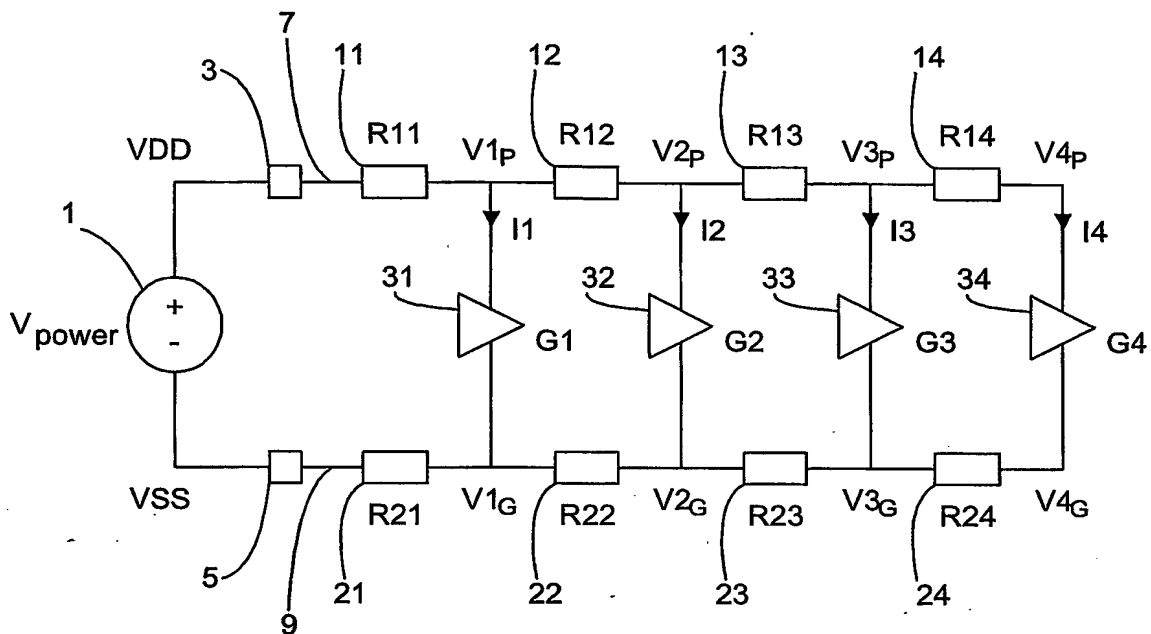 7
11
12
13
14
3
R11
R12
R13
R14
VDD
V1P
V2P
V3P
V4P
1
I1
I2
I3
I4
31
32
33
34
+
Vpower
-
G1
G2
G3
G4
VSS
V1G
V2G
V3G
V4G
R21
R22
R23
R24
5
21
22
23
24
9